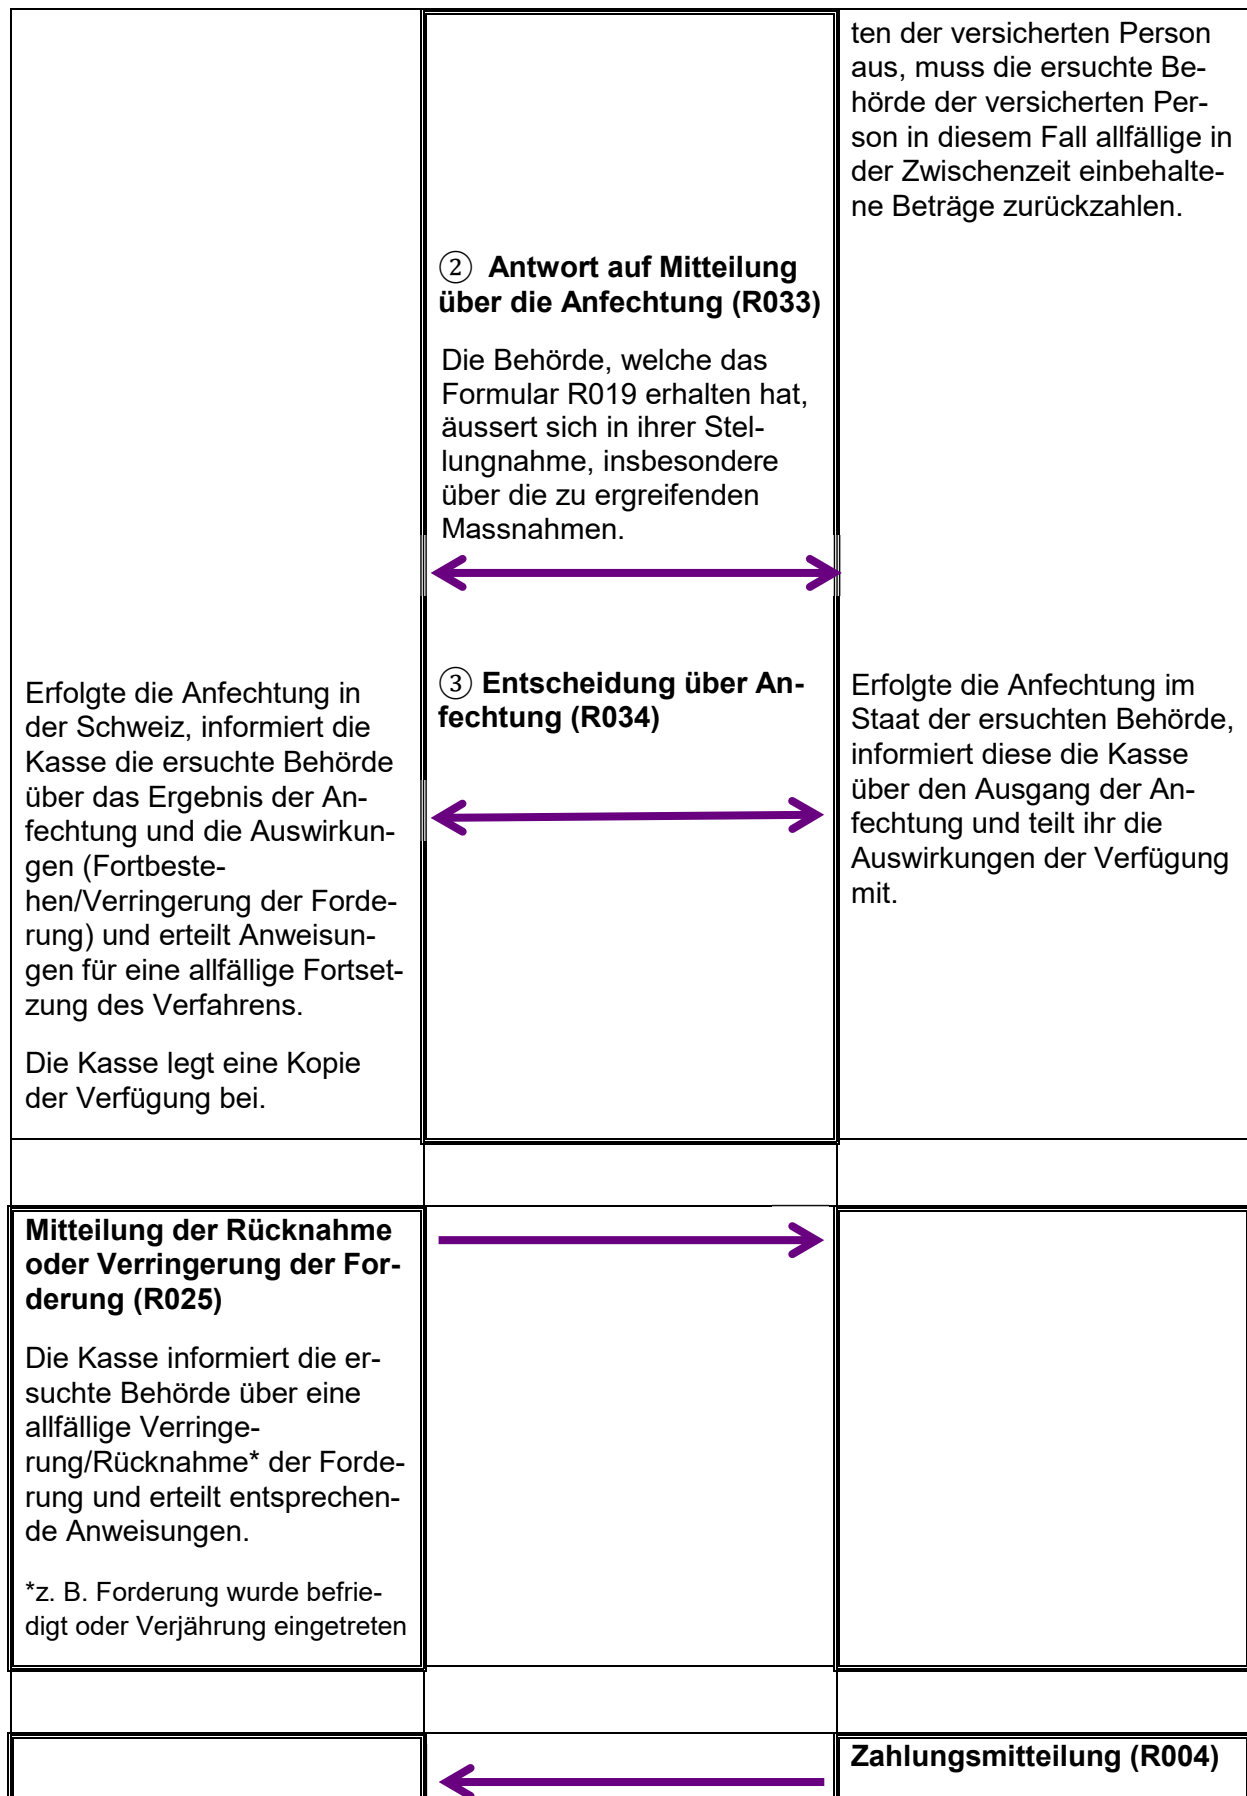 ten der versicherten Person
aus, muss die ersuchte Be-
hörde der versicherten Per-
son in diesem Fall allfällige in
der Zwischenzeit einbehalte-
ne Beträge zurückzahlen.
② Antwort auf Mitteilung
über die Anfechtung (R033)
Die Behörde, welche das
Formular R019 erhalten hat,
äussert sich in ihrer Stel-
lungnahme, insbesondere
über die zu ergreifenden
Massnahmen.
Erfolgte die Anfechtung in
der Schweiz, informiert die
Kasse die ersuchte Behörde
über das Ergebnis der An-
fechtung und die Auswirkun-
gen (Fortbeste-
hen/Verringerung der Forde-
rung) und erteilt Anweisun-
gen für eine allfällige Fortset-
zung des Verfahrens.
Die Kasse legt eine Kopie
der Verfügung bei.
③ Entscheidung über An-
fechtung (R034)
Erfolgte die Anfechtung im
Staat der ersuchten Behörde,
informiert diese die Kasse
über den Ausgang der An-
fechtung und teilt ihr die
Auswirkungen der Verfügung
mit.
Mitteilung der Rücknahme
oder Verringerung der For-
derung (R025)
Die Kasse informiert die er-
suchte Behörde über eine
allfällige Verringe-
rung/Rücknahme* der Forde-
rung und erteilt entsprechen-
de Anweisungen.
*z. B. Forderung wurde befrie-
digt oder Verjährung eingetreten
Zahlungsmitteilung (R004)